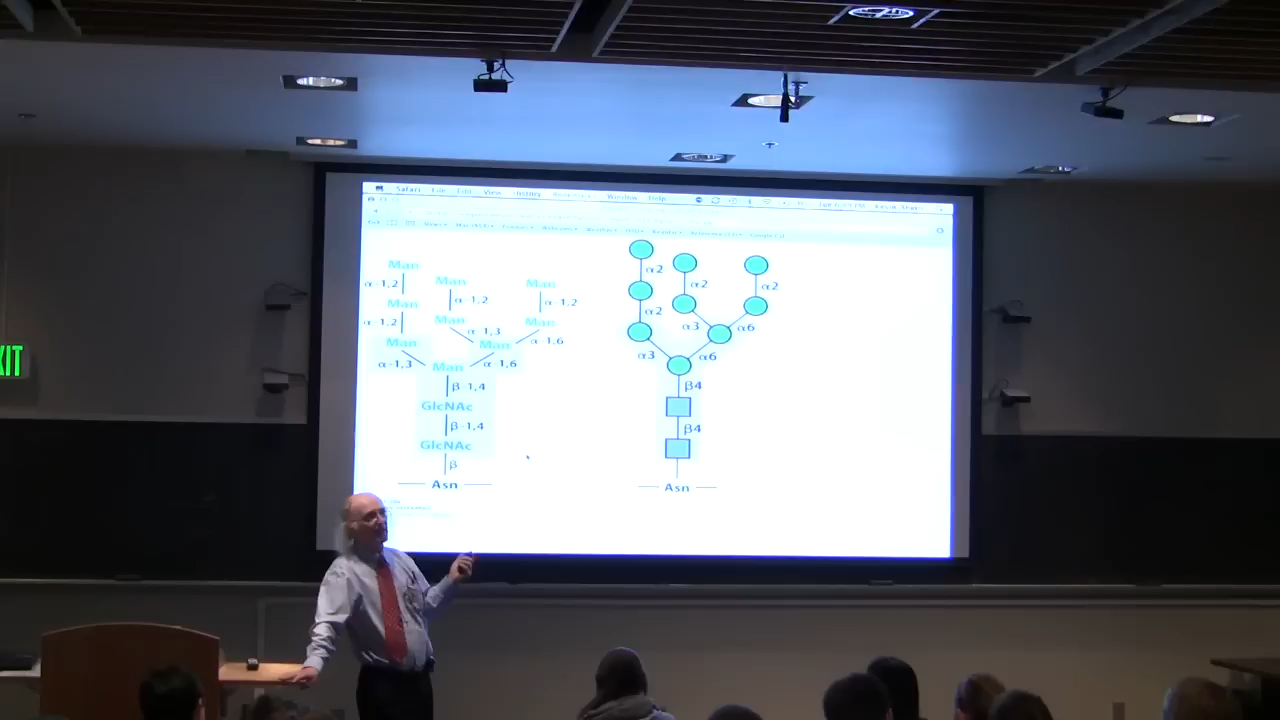 Safari File Edit View History Bookmarks Window Help
Man
α-1,2
Man
α-1,2
Man
α-1,3
Man
α-1,2
Man
α-1,3
Man
α-1,2
Man
α-1,6
Man
α-1,6
Man
β-1,4
GlcNAc
β-1,4
GlcNAc
β
Asn
α2
α2
α3
α2
α3
α2
α6
α6
β4
β4
Asn
EXIT